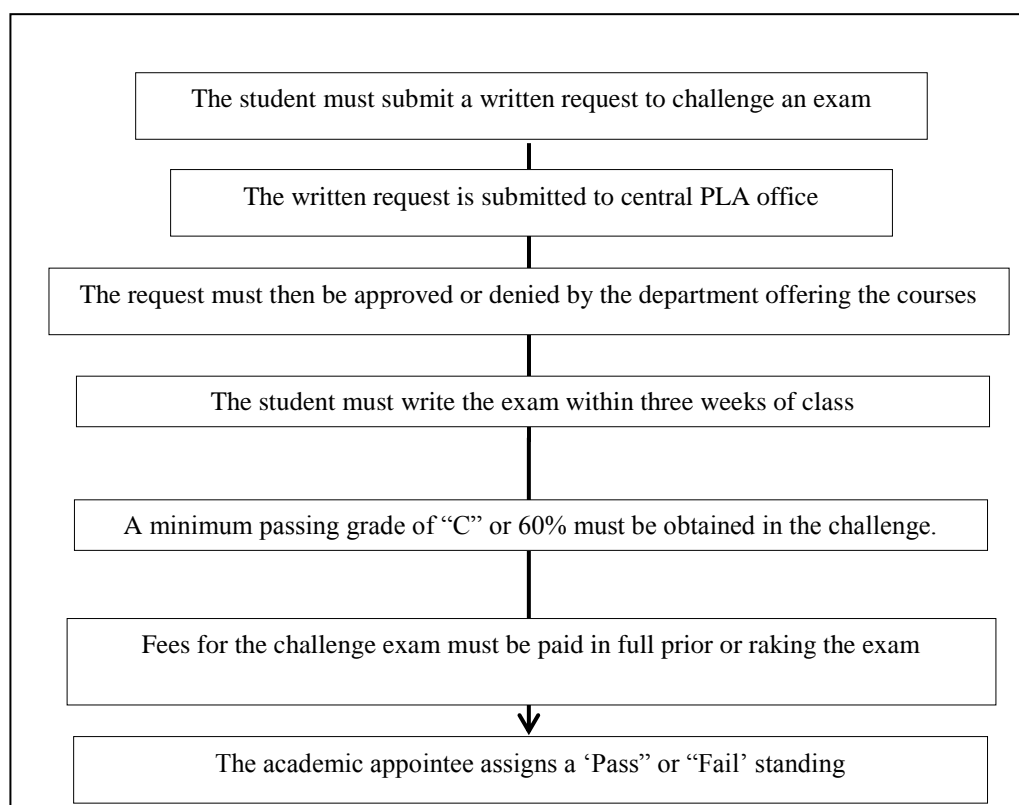 The student must submit a written request to challenge an exam
The written request is submitted to central PLA office
The request must then be approved or denied by the department offering the courses
The student must write the exam within three weeks of class
A minimum passing grade of “C” or 60% must be obtained in the challenge.
Fees for the challenge exam must be paid in full prior or raking the exam
The academic appointee assigns a ‘Pass” or “Fail’ standing